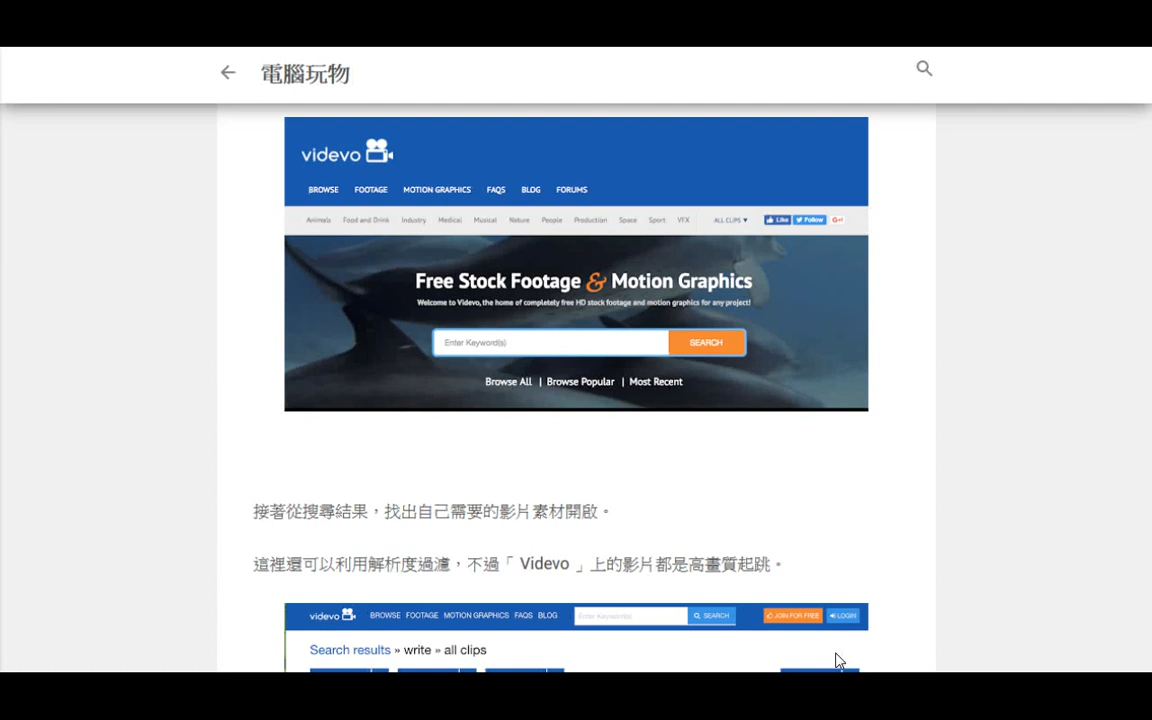 電腦玩物
videvo
BROWSE FOOTAGE MOTION GRAPHICS FAQS BLOG FORUMS
Animals Food and Drink Industry Medical Musical Nature People Production Space Sport VFX ALL CLIPS Like Follow G+1
Free Stock Footage & Motion Graphics
Welcome to Videvo, the home of completely free HD stock footage and motion graphics for any project!
Enter Keyword(s) SEARCH
Browse All | Browse Popular | Most Recent
接著從搜尋結果，找出自己需要的影片素材開啟。
這裡還可以利用解析度過濾，不過「 Videvo 」上的影片都是高畫質起跳。
videvo BROWSE FOOTAGE MOTION GRAPHICS FAQS BLOG Enter Keyword(s) SEARCH JOIN FOR FREE LOGIN
Search results » write » all clips